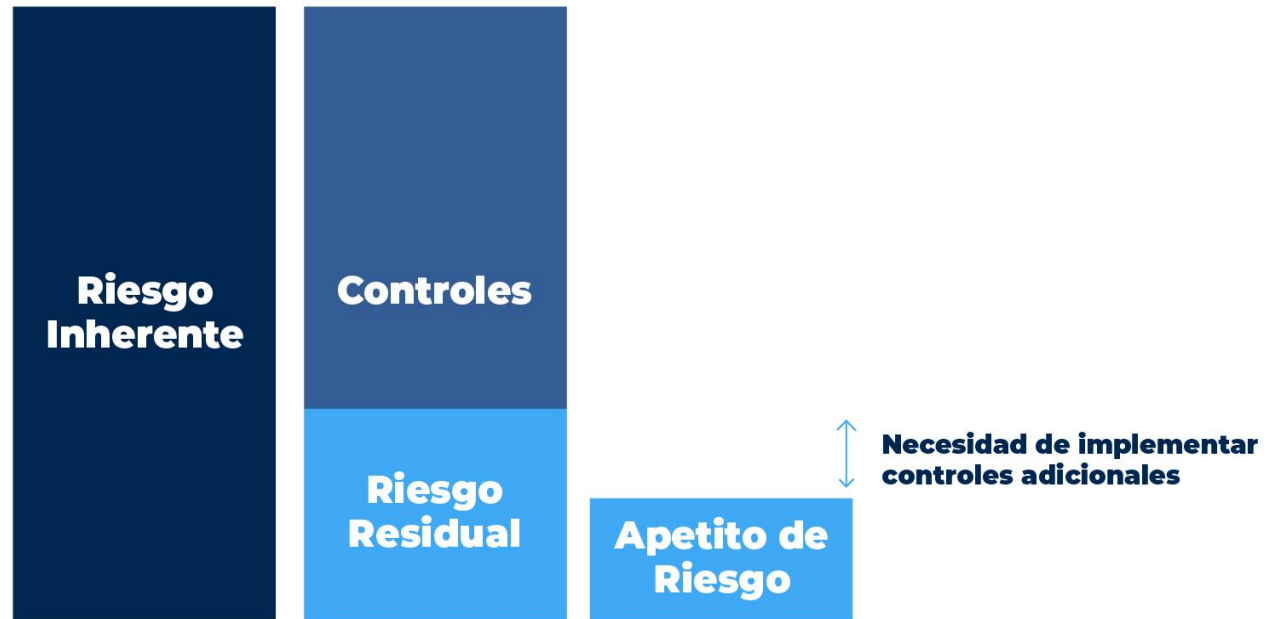 Riesgo
Inherente
Controles
Riesgo
Residual
Apetito de
Riesgo
Necesidad de implementar
controles adicionales